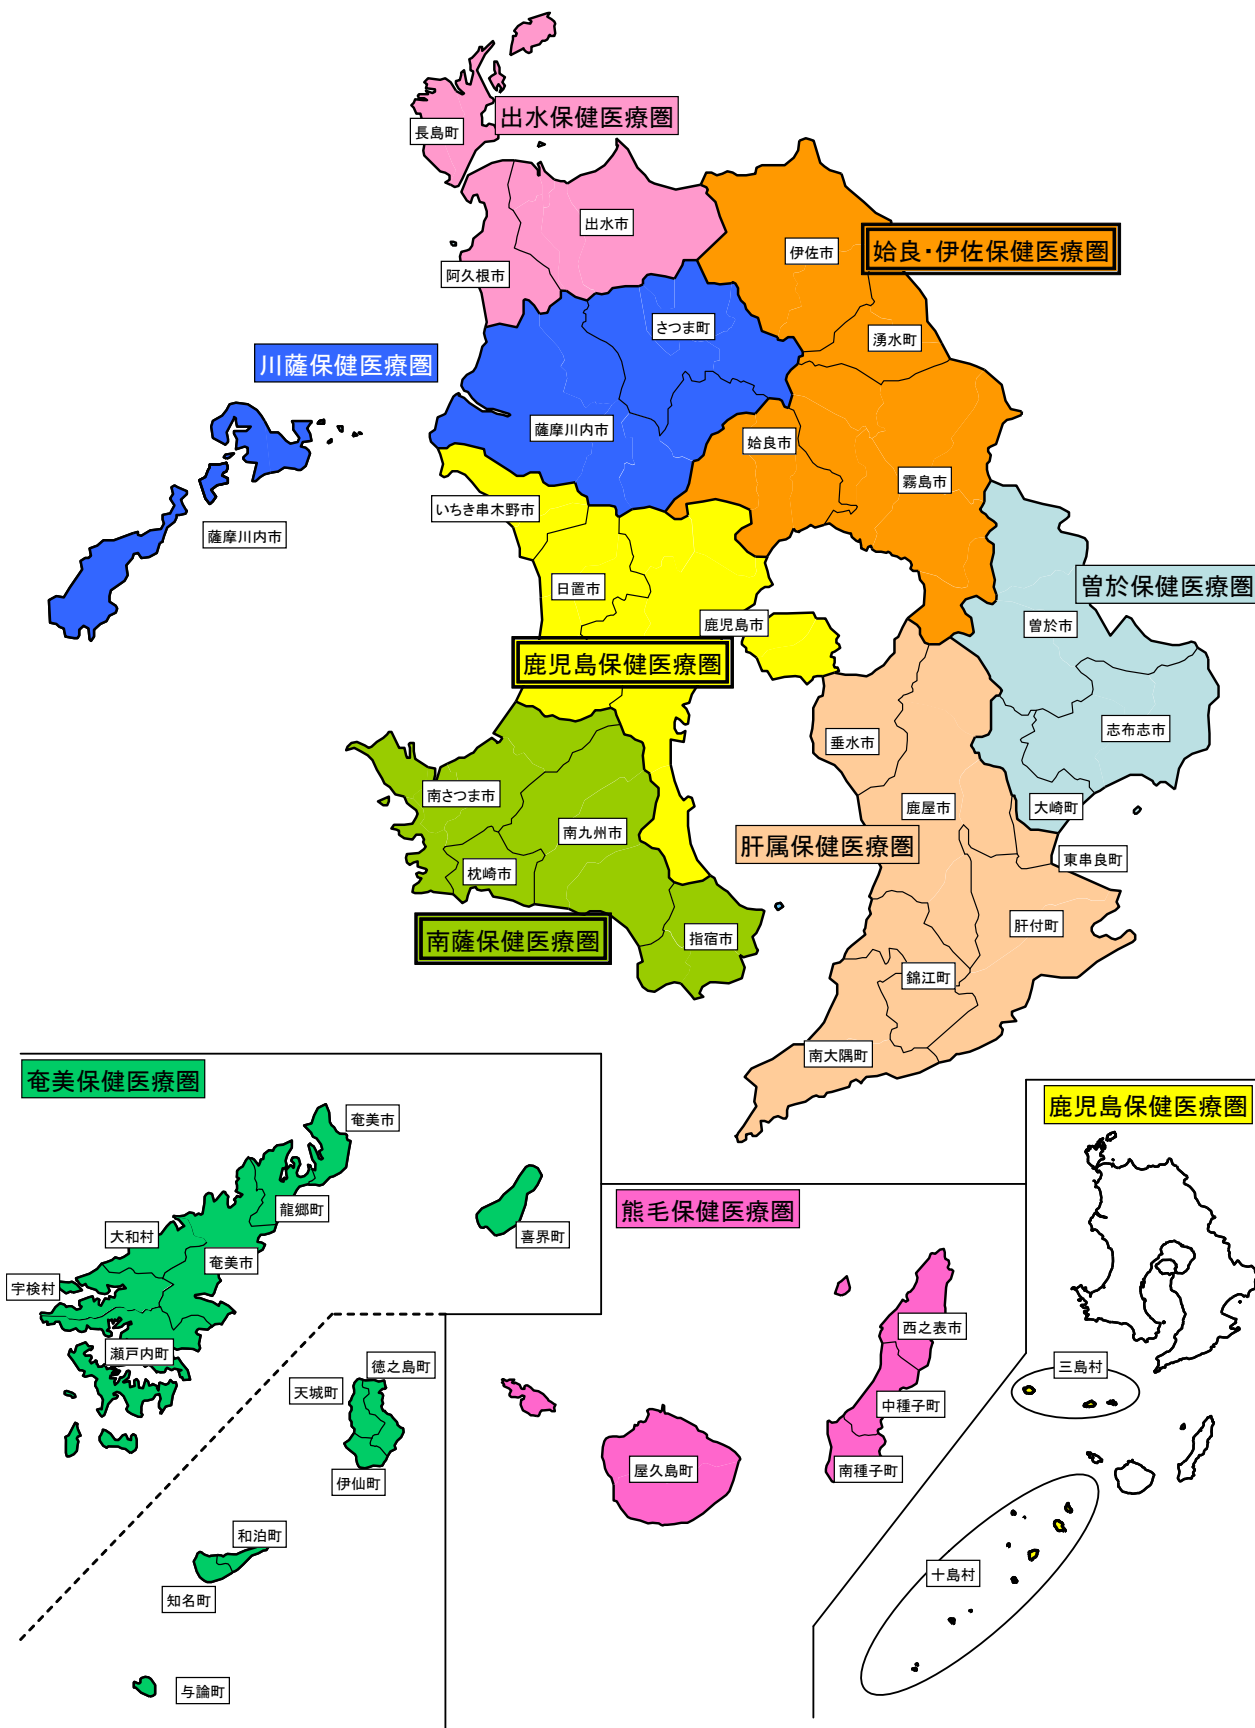 長島町
出水保健医療圏
出水市
阿久根市
伊佐市
姶良・伊佐保健医療圏
さつま町
湧水町
川薩保健医療圏
薩摩川内市
姶良市
霧島市
いちき串木野市
薩摩川内市
日置市
曽於保健医療圏
鹿児島市
曽於市
鹿児島保健医療圏
垂水市
志布志市
南さつま市
鹿屋市
大崎町
南九州市
肝属保健医療圏
東串良町
枕崎市
南薩保健医療圏
指宿市
肝付町
錦江町
南大隅町
奄美保健医療圏
奄美市
鹿児島保健医療圏
龍郷町
熊毛保健医療圏
大和村
喜界町
奄美市
宇検村
西之表市
瀬戸内町
徳之島町
三島村
天城町
中種子町
伊仙町
屋久島町
南種子町
和泊町
十島村
知名町
与論町